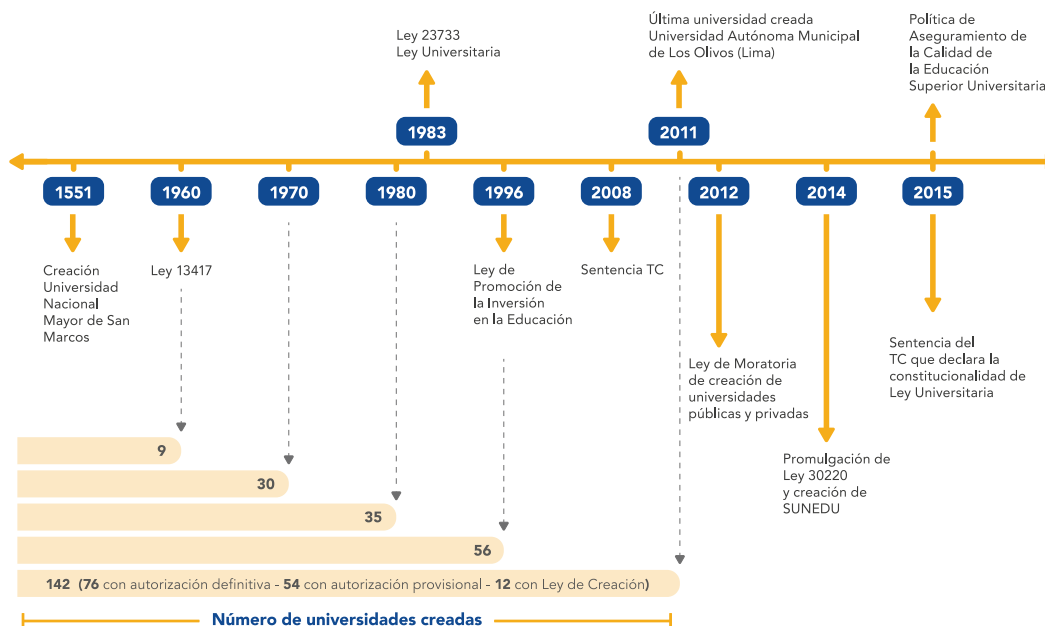 Ley 23733
Ley Universitaria
Última universidad creada
Universidad Autónoma Municipal
de Los Olivos (Lima)
Política de
Aseguramiento de
la Calidad de
la Educación
Superior Universitaria
1983
2011
1551
1960
1970
1980
1996
2008
2012
2014
2015
Creación
Universidad
Nacional
Mayor de San
Marcos
Ley 13417
Ley de
Promoción de
la Inversión
en la Educación
Sentencia TC
Ley de Moratoria
de creación de
universidades
públicas y privadas
Promulgación de
Ley 30220
y creación de
SUNEDU
Sentencia del
TC que declara la
constitucionalidad de
Ley Universitaria
9
30
35
56
142 (76 con autorización definitiva - 54 con autorización provisional - 12 con Ley de Creación)
Número de universidades creadas